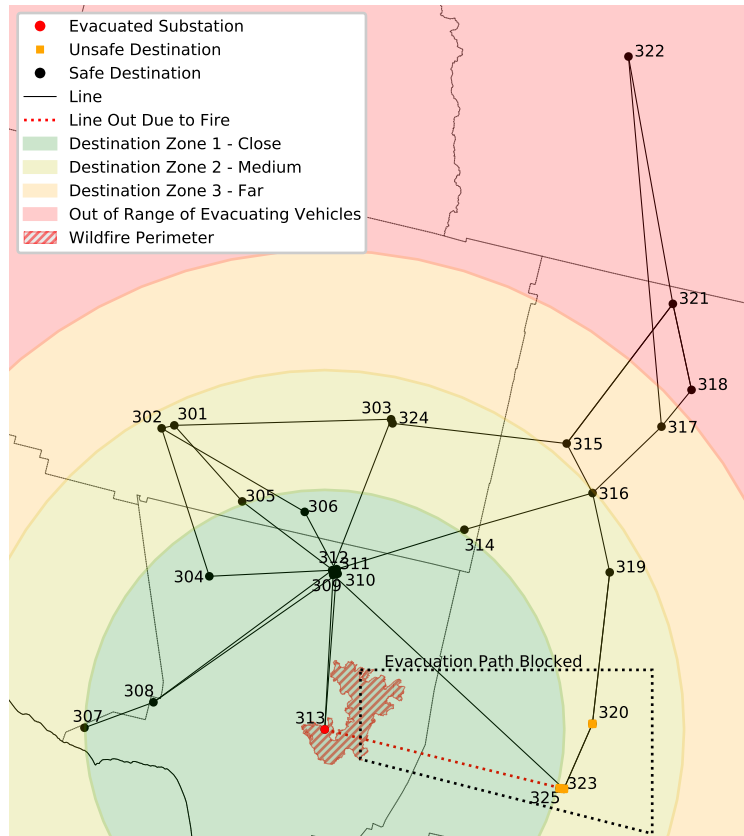 Evacuated Substation
Unsafe Destination
Safe Destination
Line
Line Out Due to Fire
Destination Zone 1 - Close
Destination Zone 2 - Medium
Destination Zone 3 - Far
Out of Range of Evacuating Vehicles
Wildfire Perimeter
322
321
318
317
303
302 301
324
315
316
305
306
314
312
311
319
304
309 310
Evacuation Path Blocked
308
307
313
320
323
325